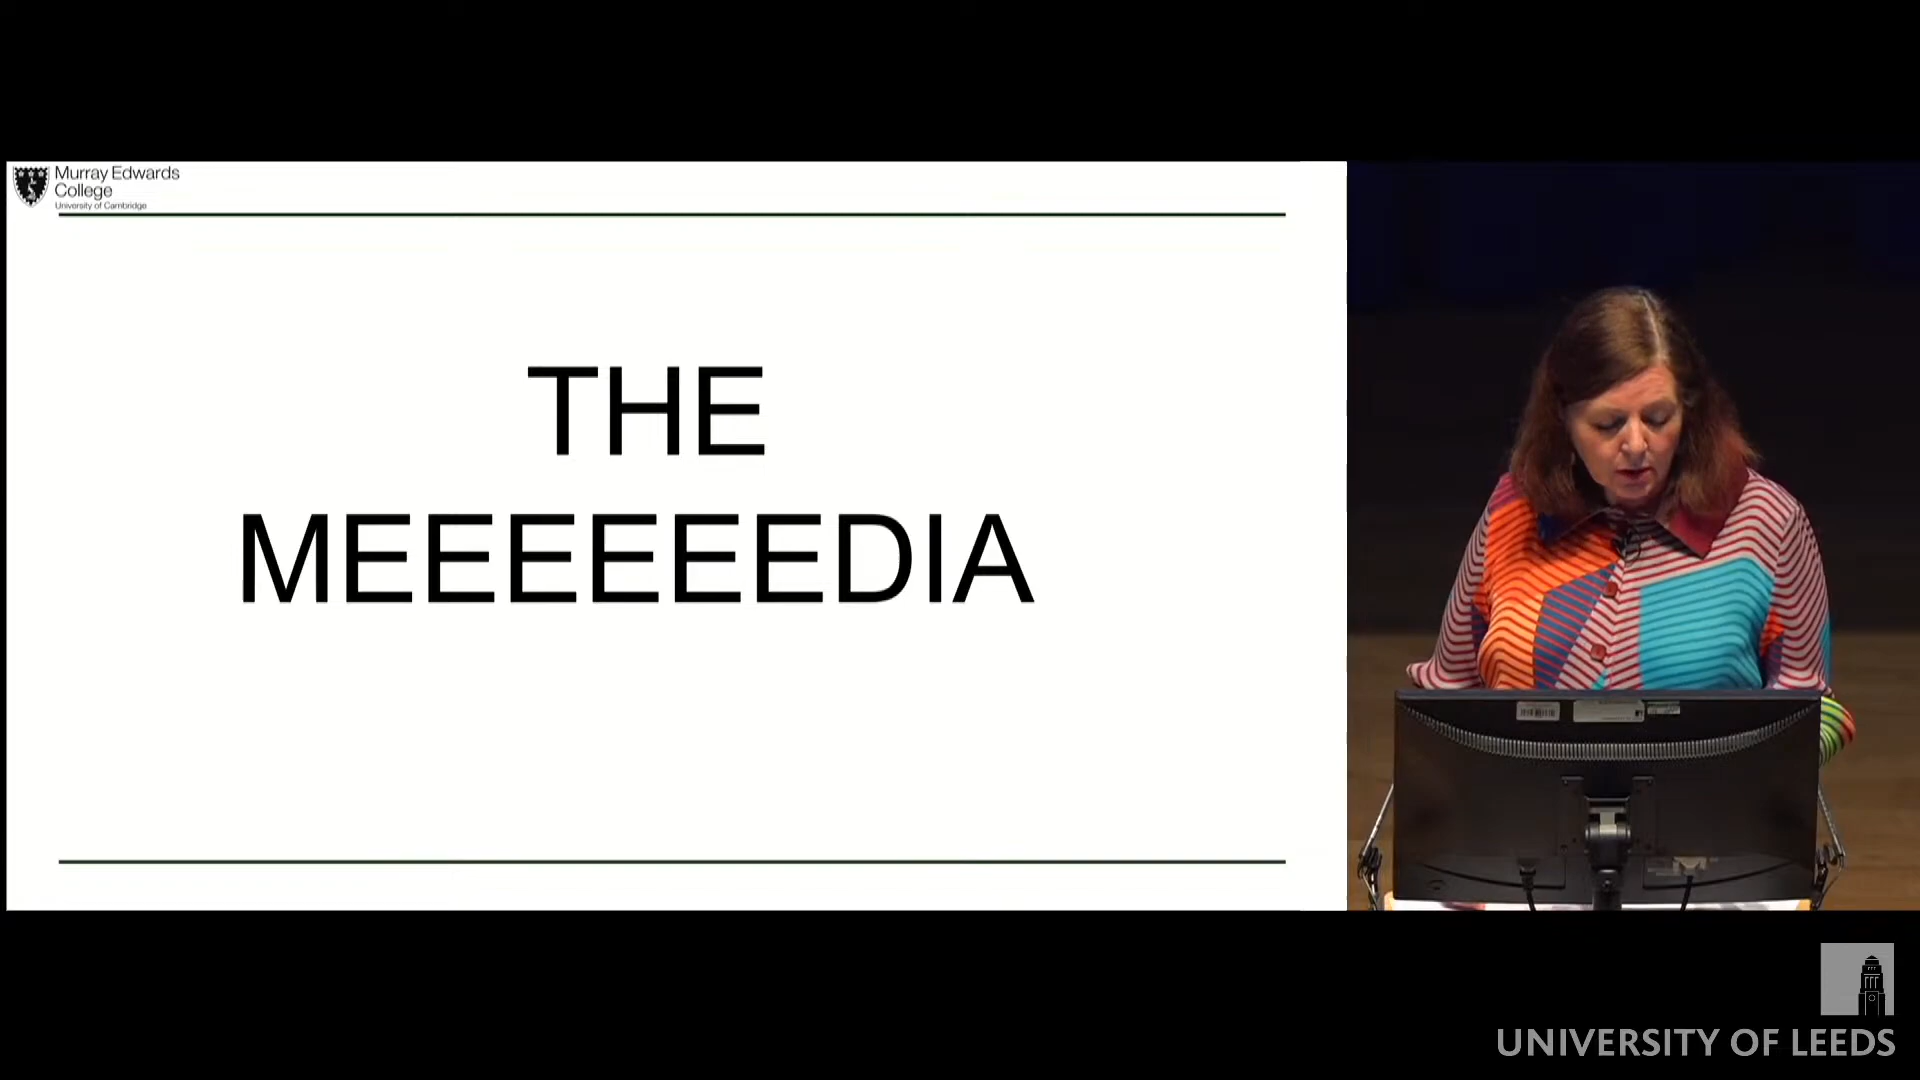 Murray Edwards
College
University of Cambridge
THE
MEEEEEEDIA
UNIVERSITY OF LEEDS